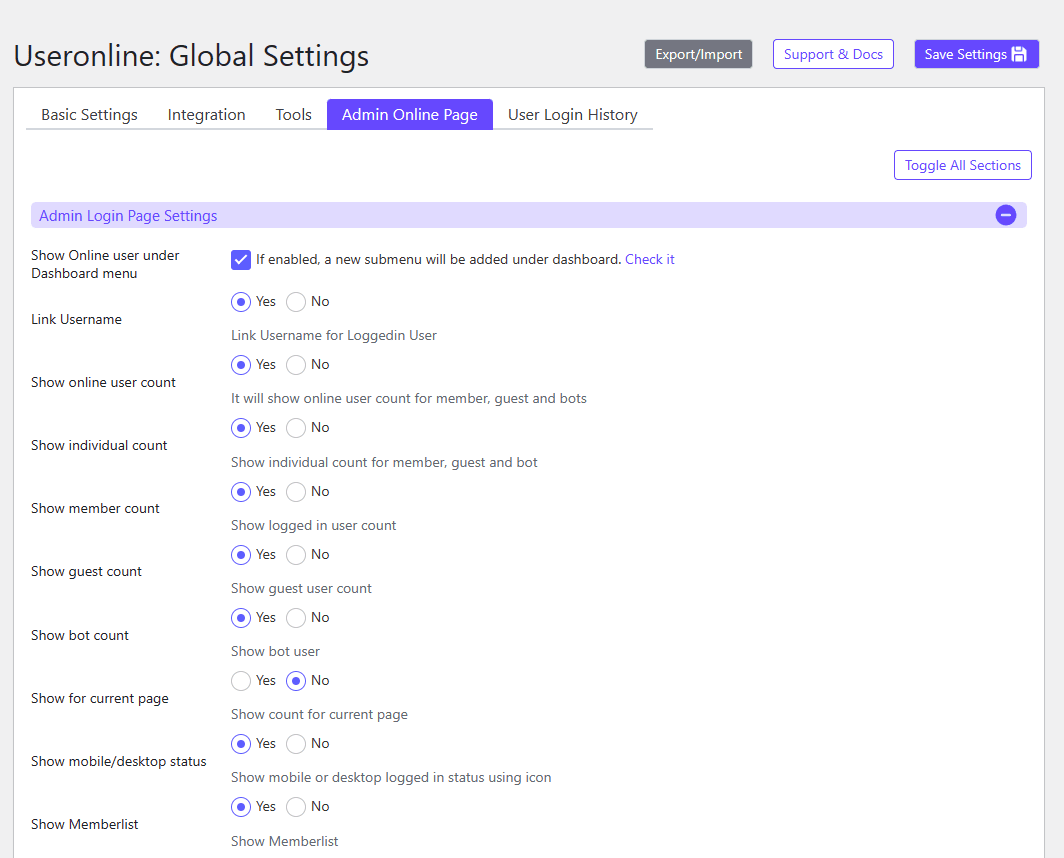 Useronline: Global Settings
Export/Import
Support & Docs
Save Settings
Basic Settings
Integration
Tools
Admin Online Page
User Login History
Toggle All Sections
Admin Login Page Settings
Show Online user under
Dashboard menu
If enabled, a new submenu will be added under dashboard. Check it
Link Username
Yes No
Link Username for Loggedin User
Show online user count
Yes No
It will show online user count for member, guest and bots
Show individual count
Yes No
Show individual count for member, guest and bot
Show member count
Yes No
Show logged in user count
Show guest count
Yes No
Show guest user count
Show bot count
Yes No
Show bot user
Show for current page
Yes No
Show count for current page
Show mobile/desktop status
Yes No
Show mobile or desktop logged in status using icon
Show Memberlist
Yes No
Show Memberlist